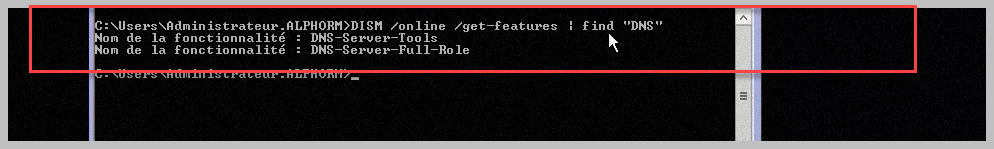 C:\Users\Administrateur.ALPHORM>DISM /online /get-features | find "DNS"
Nom de la fonctionnalité : DNS-Server-Tools
Nom de la fonctionnalité : DNS-Server-Full-Role
C:\Users\Administrateur.ALPHORM>_